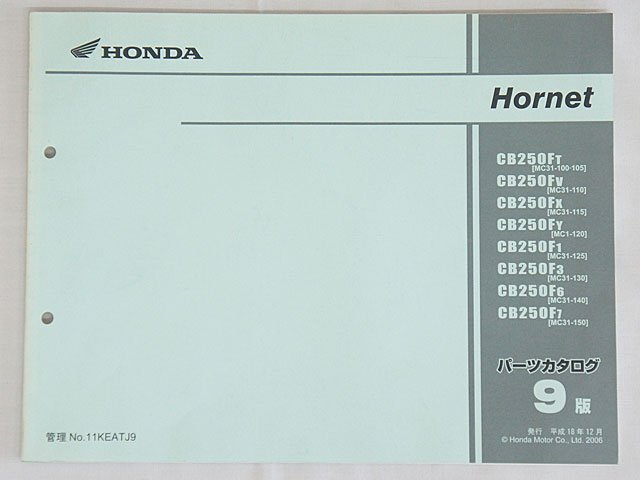 HONDA
Hornet
CB250FT
[MC31-100·105]
CB250FV
[MC31-110]
CB250FX
[MC31-115]
CB250FY
[MC1-120]
CB250F1
[MC31-125]
CB250F3
[MC31-130]
CB250F6
[MC31-140]
CB250F7
[MC31-150]
パーツカタログ
9版
発行 平成18年12月
© Honda Motor Co., Ltd. 2006
管理 No.11KEATJ9